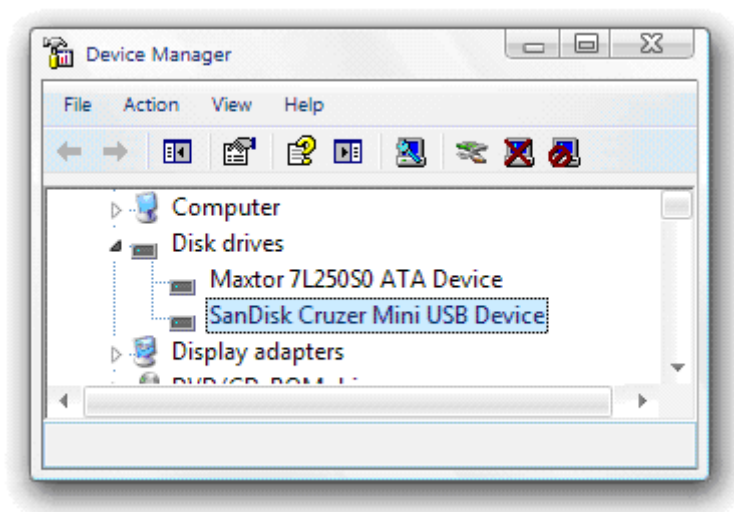 Device Manager
File Action View Help
Computer
Disk drives
Maxtor 7L250S0 ATA Device
SanDisk Cruzer Mini USB Device
Display adapters